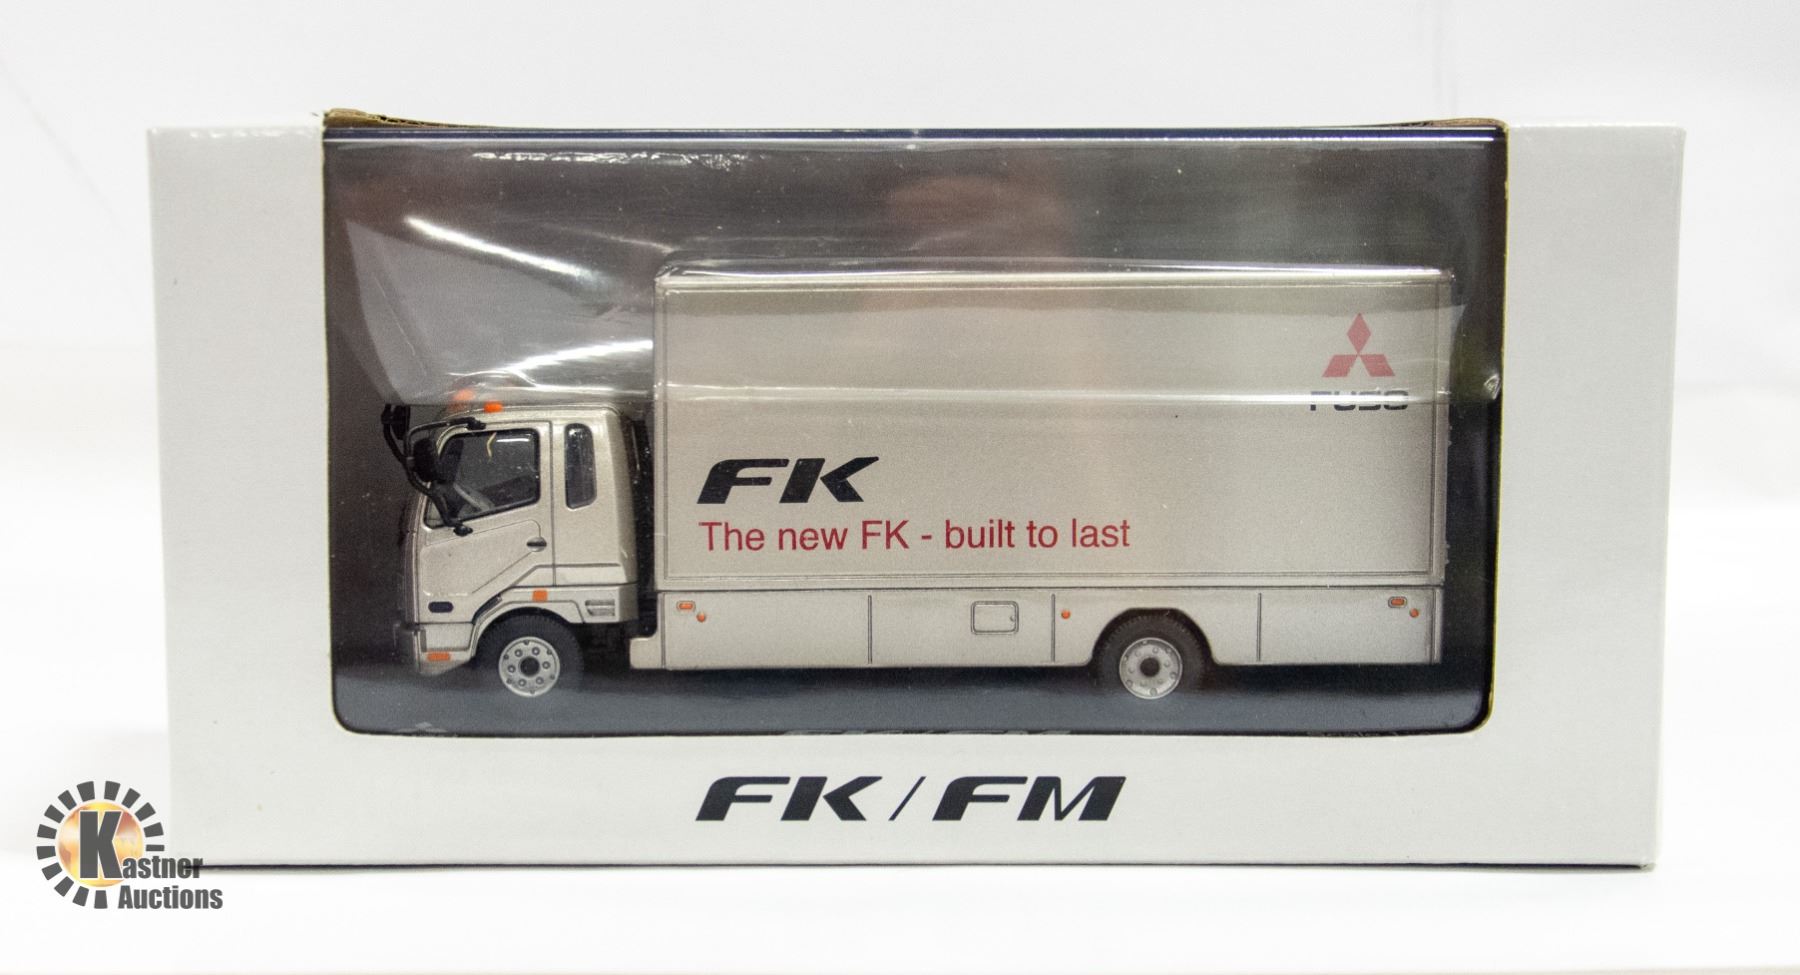 FUSO
FK
The new FK - built to last
FK / FM
Kastner
Auctions